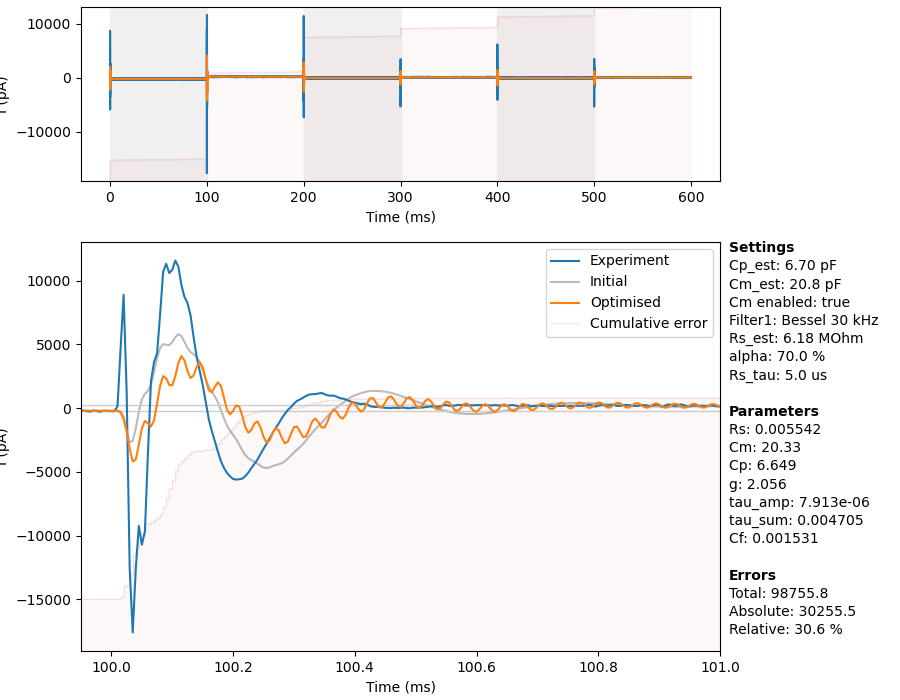 10000
0
−10000
I (pA)
0 100 200 300 400 500 600
Time (ms)
10000
5000
0
−5000
−10000
−15000
I (pA)
100.0 100.2 100.4 100.6 100.8 101.0
Time (ms)
Experiment
Initial
Optimised
Cumulative error
Settings
Cp_est: 6.70 pF
Cm_est: 20.8 pF
Cm enabled: true
Filter1: Bessel 30 kHz
Rs_est: 6.18 MOhm
alpha: 70.0 %
Rs_tau: 5.0 us
Parameters
Rs: 0.005542
Cm: 20.33
Cp: 6.649
g: 2.056
tau_amp: 7.913e-06
tau_sum: 0.004705
Cf: 0.001531
Errors
Total: 98755.8
Absolute: 30255.5
Relative: 30.6 %